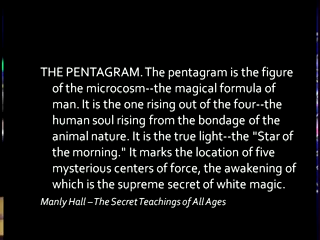 THE PENTAGRAM. The pentagram is the figure
of the microcosm--the magical formula of
man. It is the one rising out of the four--the
human soul rising from the bondage of the
animal nature. It is the true light--the "Star of
the morning." It marks the location of five
mysterious centers of force, the awakening of
which is the supreme secret of white magic.
Manly Hall – The Secret Teachings of All Ages